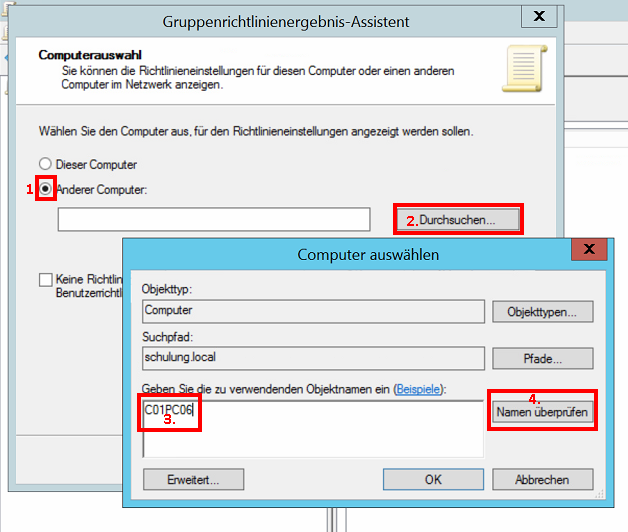 Gruppenrichtlinienergebnis-Assistent
x
Computerauswahl
Sie können die Richtlinieneinstellungen für diesen Computer oder einen anderen
Computer im Netzwerk anzeigen.
Wählen Sie den Computer aus, für den Richtlinieneinstellungen angezeigt werden sollen.
Dieser Computer
1 Anderer Computer:
2. Durchsuchen...
Keine Richtlin
Benutzerrichtl
Computer auswählen
x
Objekttyp:
Computer
Objekttypen...
Suchpfad:
schulung.local
Pfade...
Geben Sie die zu verwendenden Objektnamen ein (Beispiele):
C01PC06
3.
4.
Namen überprüfen
Erweitert...
OK
Abbrechen